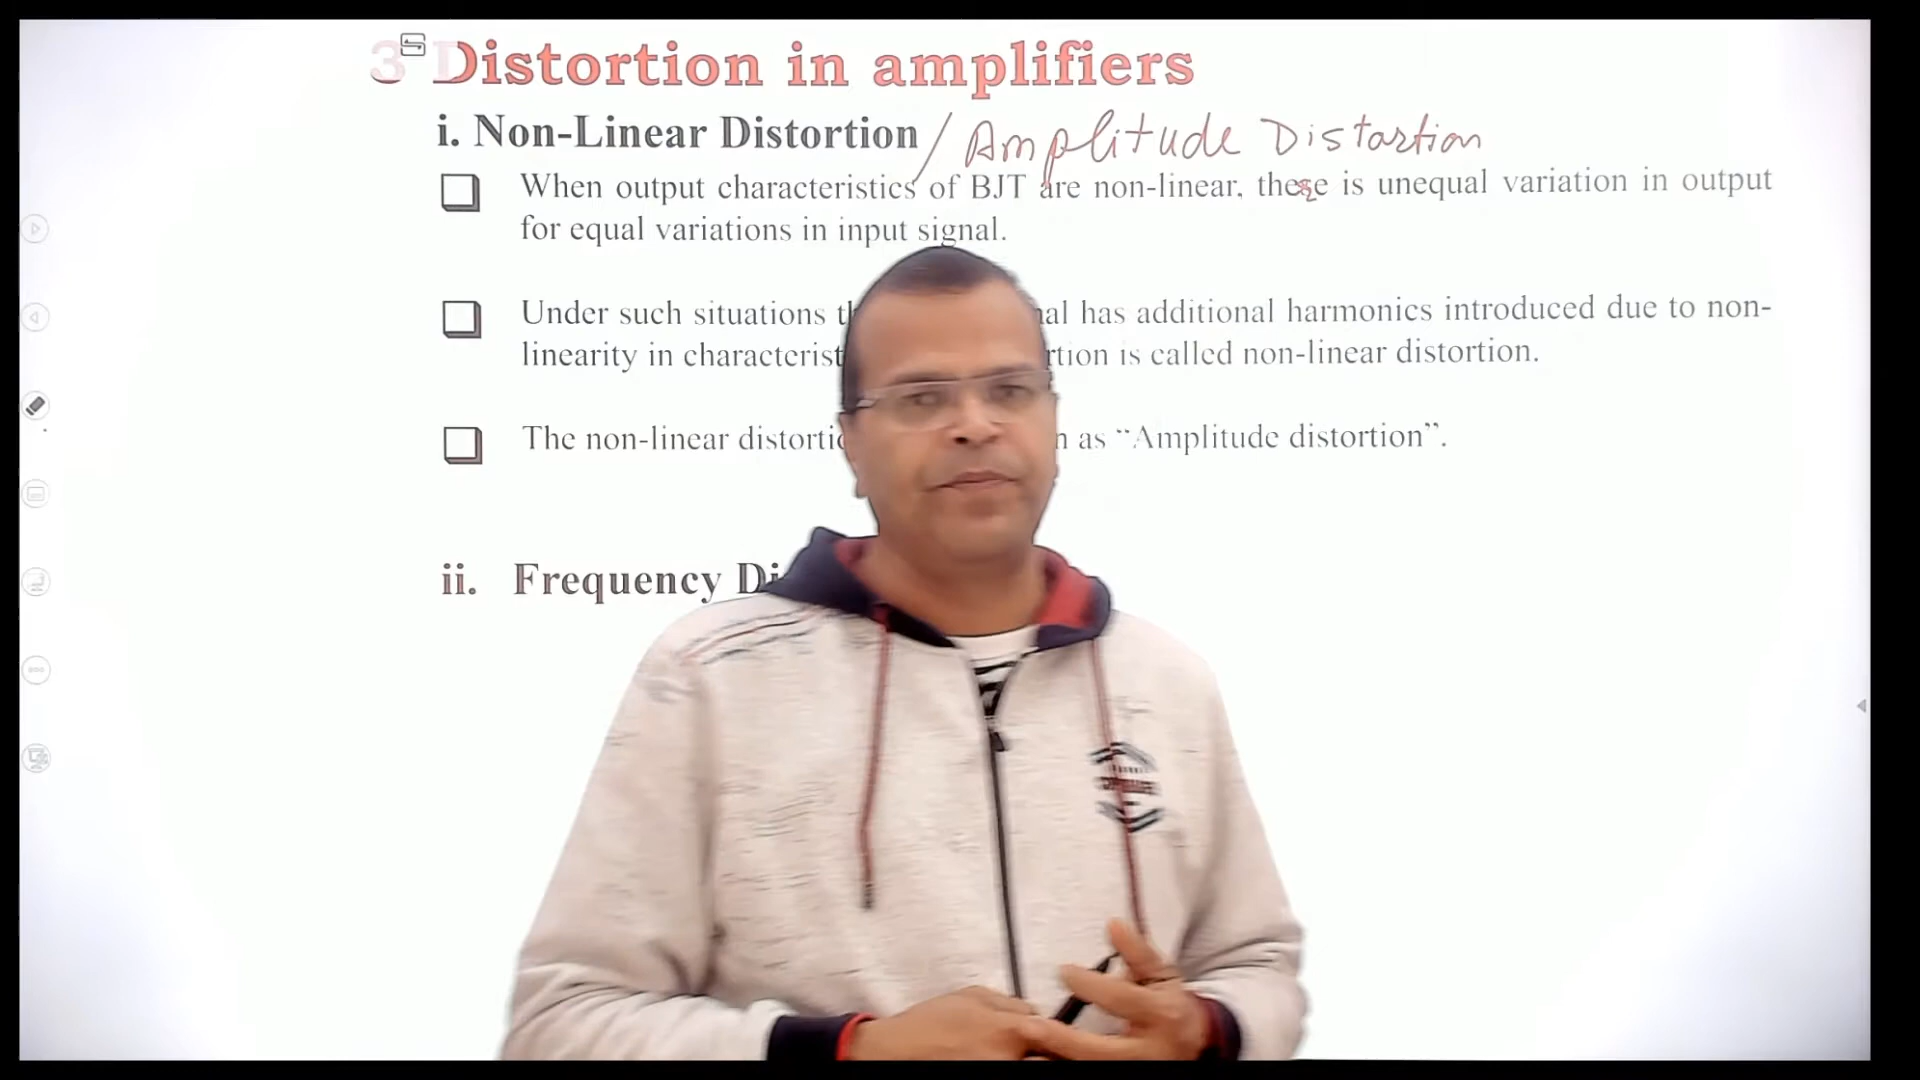 3 Distortion in amplifiers
i. Non-Linear Distortion / Amplitude Distortion
When output characteristics of BJT are non-linear, there is unequal variation in output
for equal variations in input signal.
Under such situations al has additional harmonics introduced due to non-
linearity in characterist rtion is called non-linear distortion.
The non-linear distortio n as “Amplitude distortion”.
ii. Frequency Di